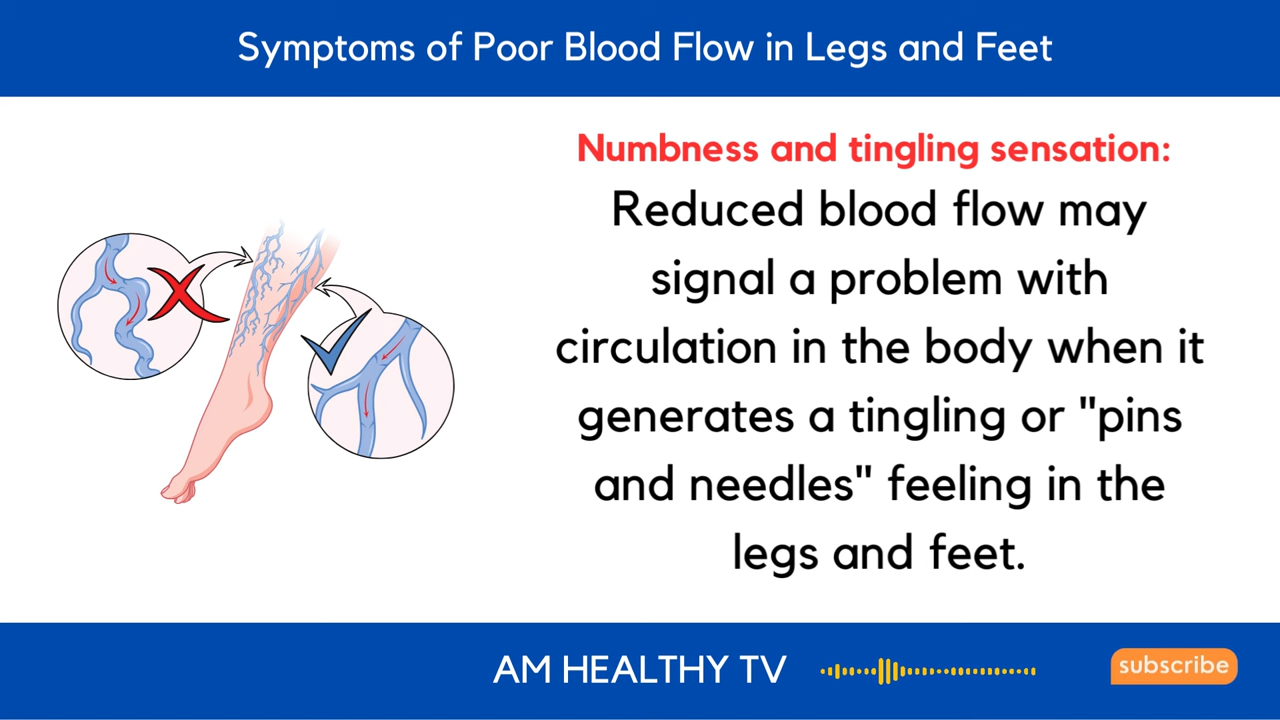 Symptoms of Poor Blood Flow in Legs and Feet
Numbness and tingling sensation:
Reduced blood flow may
signal a problem with
circulation in the body when it
generates a tingling or "pins
and needles" feeling in the
legs and feet.
AM HEALTHY TV
subscribe